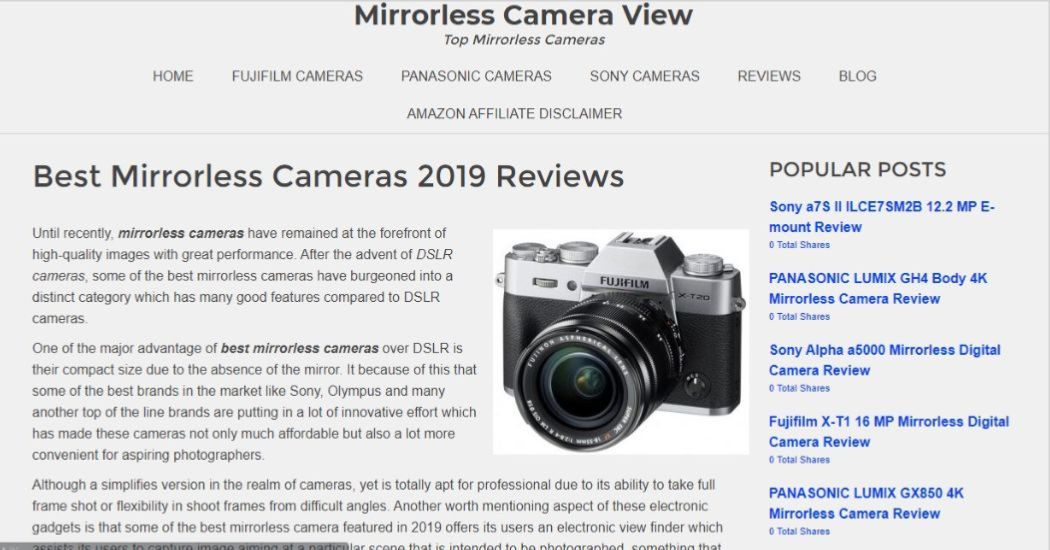 Mirrorless Camera View
Top Mirrorless Cameras
HOME FUJIFILM CAMERAS PANASONIC CAMERAS SONY CAMERAS REVIEWS BLOG
AMAZON AFFILIATE DISCLAIMER
Best Mirrorless Cameras 2019 Reviews
Until recently, mirrorless cameras have remained at the forefront of
high-quality images with great performance. After the advent of DSLR
cameras, some of the best mirrorless cameras have burgeoned into a
distinct category which has many good features compared to DSLR
cameras.
One of the major advantage of best mirrorless cameras over DSLR is
their compact size due to the absence of the mirror. It because of this that
some of the best brands in the market like Sony, Olympus and many
another top of the line brands are putting in a lot of innovative effort which
has made these cameras not only much affordable but also a lot more
convenient for aspiring photographers.
Although a simplifies version in the realm of cameras, yet is totally apt for professional due to its ability to take full
frame shot or flexibility in shoot frames from difficult angles. Another worth mentioning aspect of these electronic
gadgets is that some of the best mirrorless camera featured in 2019 offers its users an electronic view finder which
assists its users to capture image aiming at a particular scene that is intended to be photographed, something that
FUJIFILM
X-T20
FUJINON ASPHERICAL LENS
POPULAR POSTS
Sony a7S II ILCE7SM2B 12.2 MP E-
mount Review
0 Total Shares
PANASONIC LUMIX GH4 Body 4K
Mirrorless Camera Review
0 Total Shares
Sony Alpha a5000 Mirrorless Digital
Camera Review
0 Total Shares
Fujifilm X-T1 16 MP Mirrorless Digital
Camera Review
0 Total Shares
PANASONIC LUMIX GX850 4K
Mirrorless Camera Review
0 Total Shares